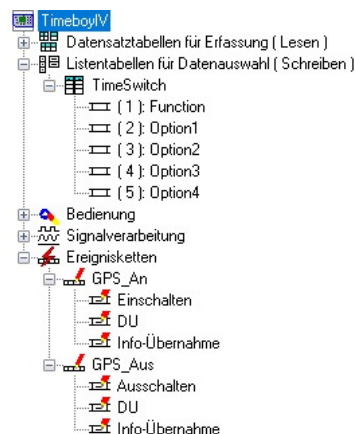 TimeboyIV
Datensatztabellen für Erfassung ( Lesen )
Listentabellen für Datenauswahl ( Schreiben )
TimeSwitch
( 1 ): Function
( 2 ): Option1
( 3 ): Option2
( 4 ): Option3
( 5 ): Option4
Bedienung
Signalverarbeitung
Ereignisketten
GPS_An
Einschalten
DU
Info-Übernahme
GPS_Aus
Ausschalten
DU
Info-Übernahme